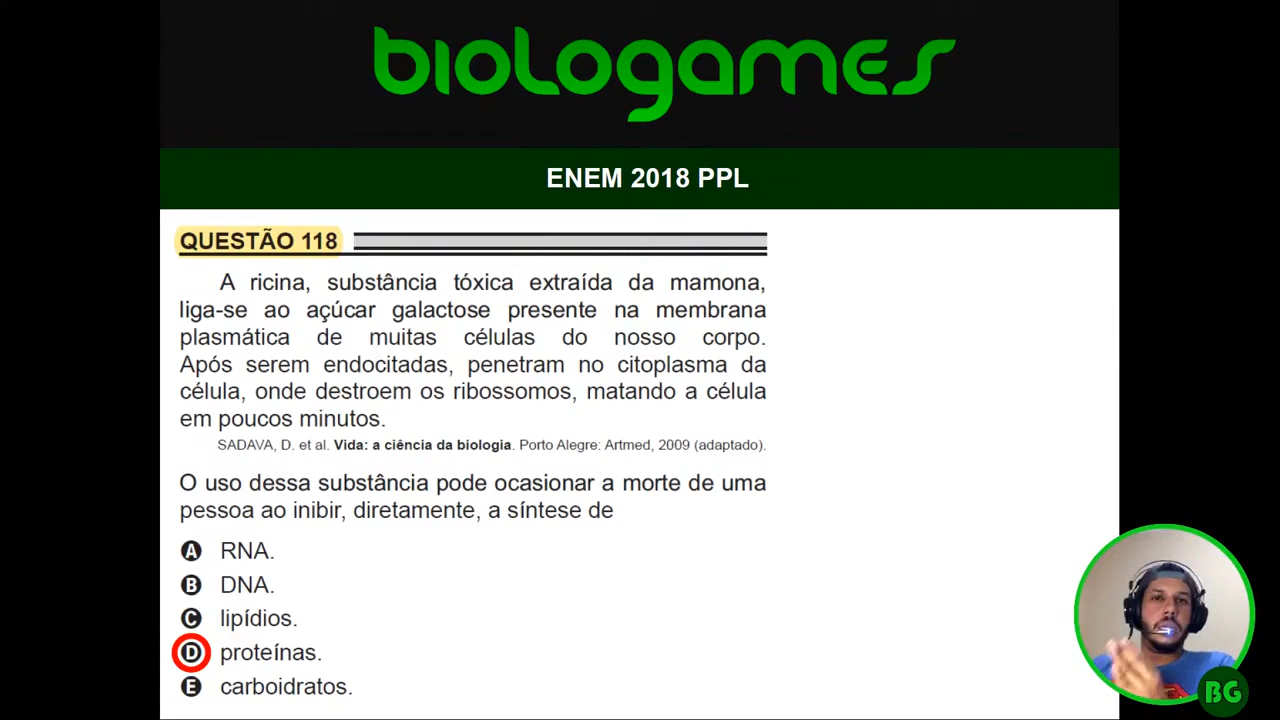 biologames
ENEM 2018 PPL
QUESTÃO 118
A ricina, substância tóxica extraída da mamona,
liga-se ao açúcar galactose presente na membrana
plasmática de muitas células do nosso corpo.
Após serem endocitadas, penetram no citoplasma da
célula, onde destroem os ribossomos, matando a célula
em poucos minutos.
SADAVA, D. et al. Vida: a ciência da biologia. Porto Alegre: Artmed, 2009 (adaptado).
O uso dessa substância pode ocasionar a morte de uma
pessoa ao inibir, diretamente, a síntese de
A RNA.
B DNA.
C lipídios.
D proteínas.
E carboidratos.
BG